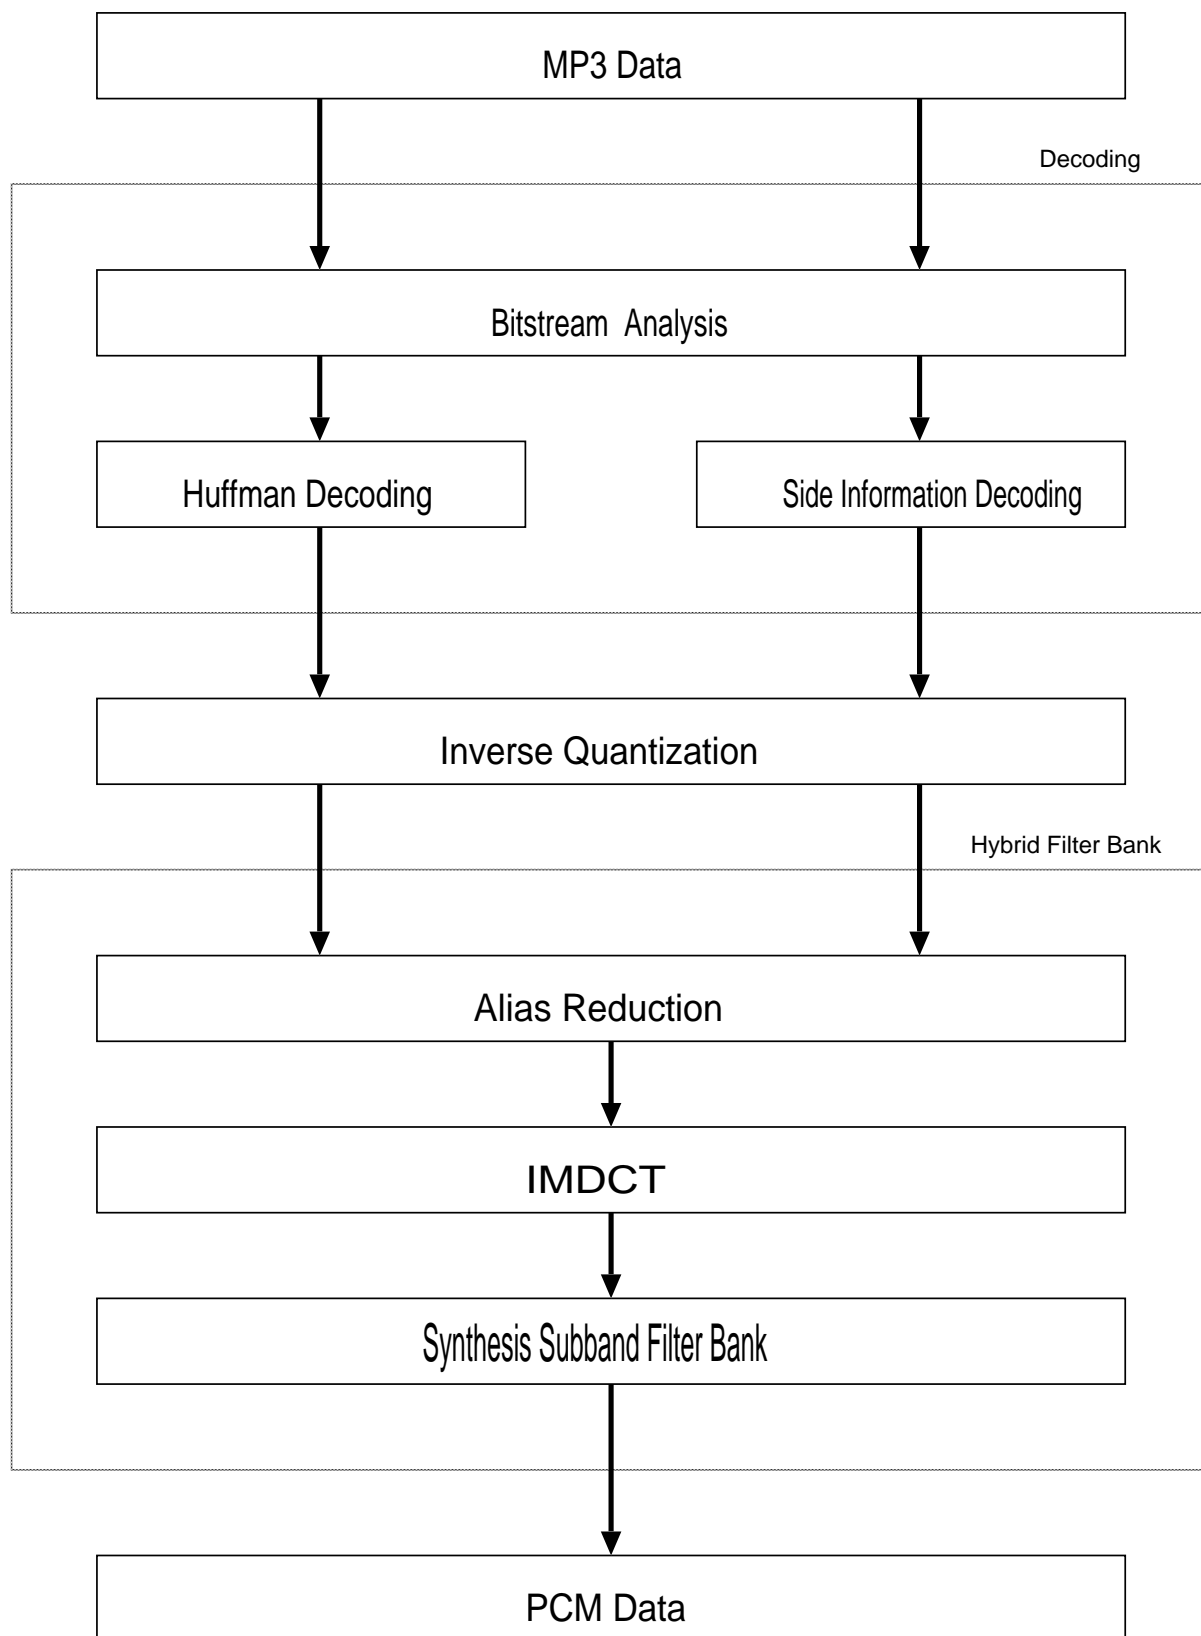 MP3 Data
Decoding
Bitstream Analysis
Huffman Decoding
Side Information Decoding
Inverse Quantization
Hybrid Filter Bank
Alias Reduction
IMDCT
Synthesis Subband Filter Bank
PCM Data